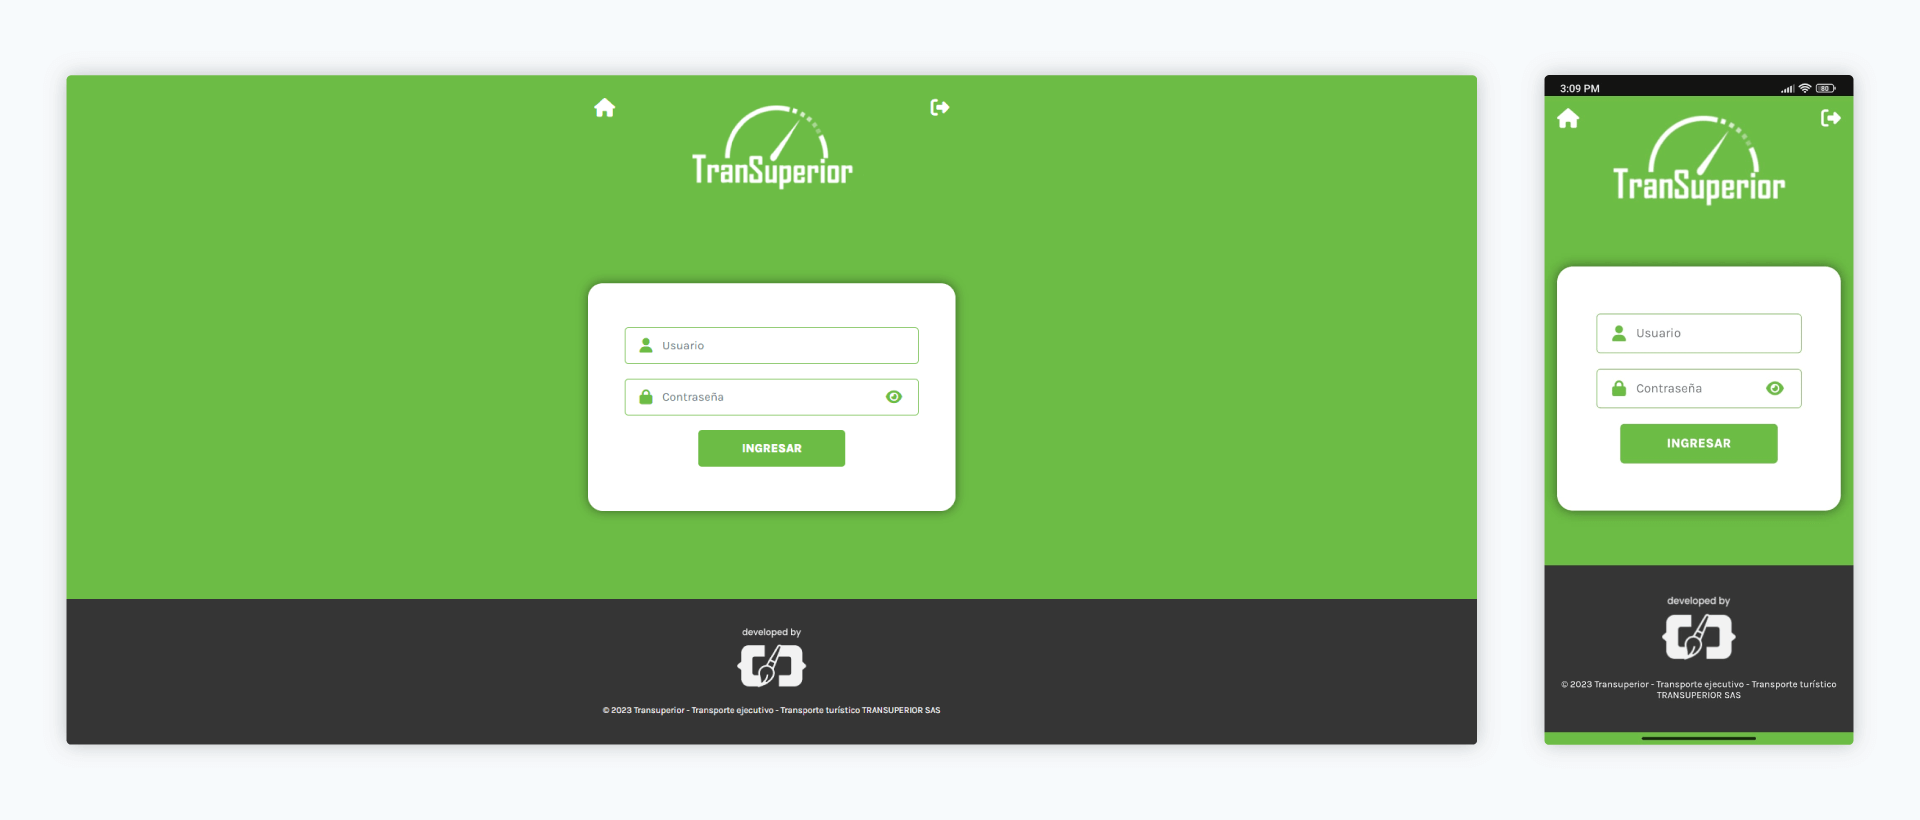 TranSuperior
Usuario
Contraseña
INGRESAR
developed by
© 2023 Transuperior - Transporte ejecutivo - Transporte turístico TRANSUPERIOR SAS
3:09 PM
80
TranSuperior
Usuario
Contraseña
INGRESAR
developed by
© 2023 Transuperior - Transporte ejecutivo - Transporte turístico
TRANSUPERIOR SAS